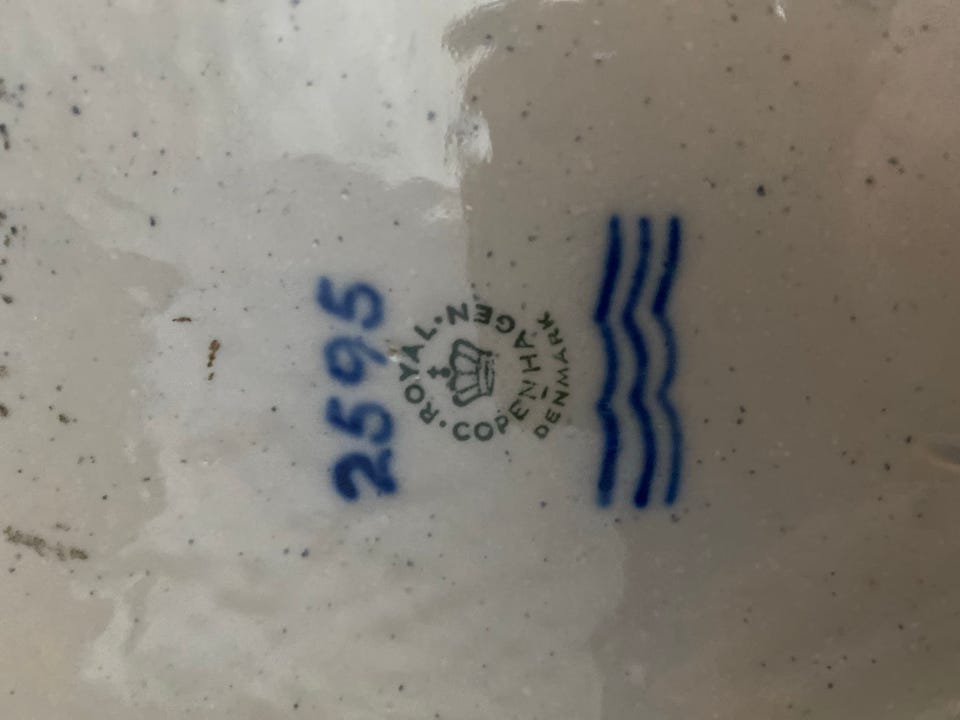 2595
ROYAL · COPENHAGEN ·
DENMARK